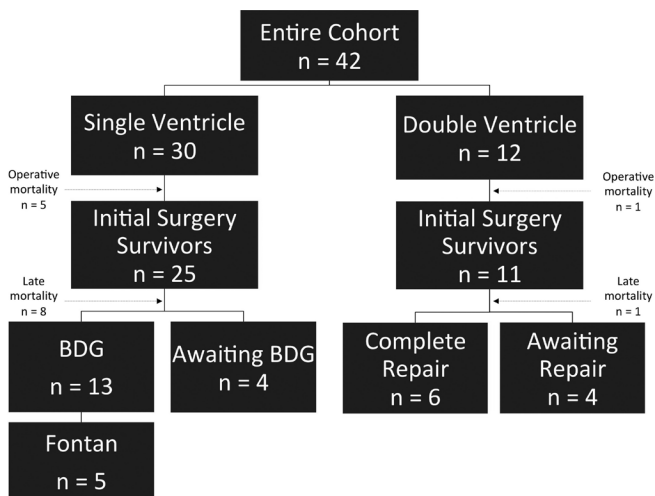 Entire Cohort
n = 42
Single Ventricle
n = 30
Double Ventricle
n = 12
Operative
mortality
n = 5
Operative
mortality
n = 1
Initial Surgery
Survivors
n = 25
Initial Surgery
Survivors
n = 11
Late
mortality
n = 8
Late
mortality
n = 1
BDG
n = 13
Awaiting BDG
n = 4
Complete
Repair
n = 6
Awaiting
Repair
n = 4
Fontan
n = 5